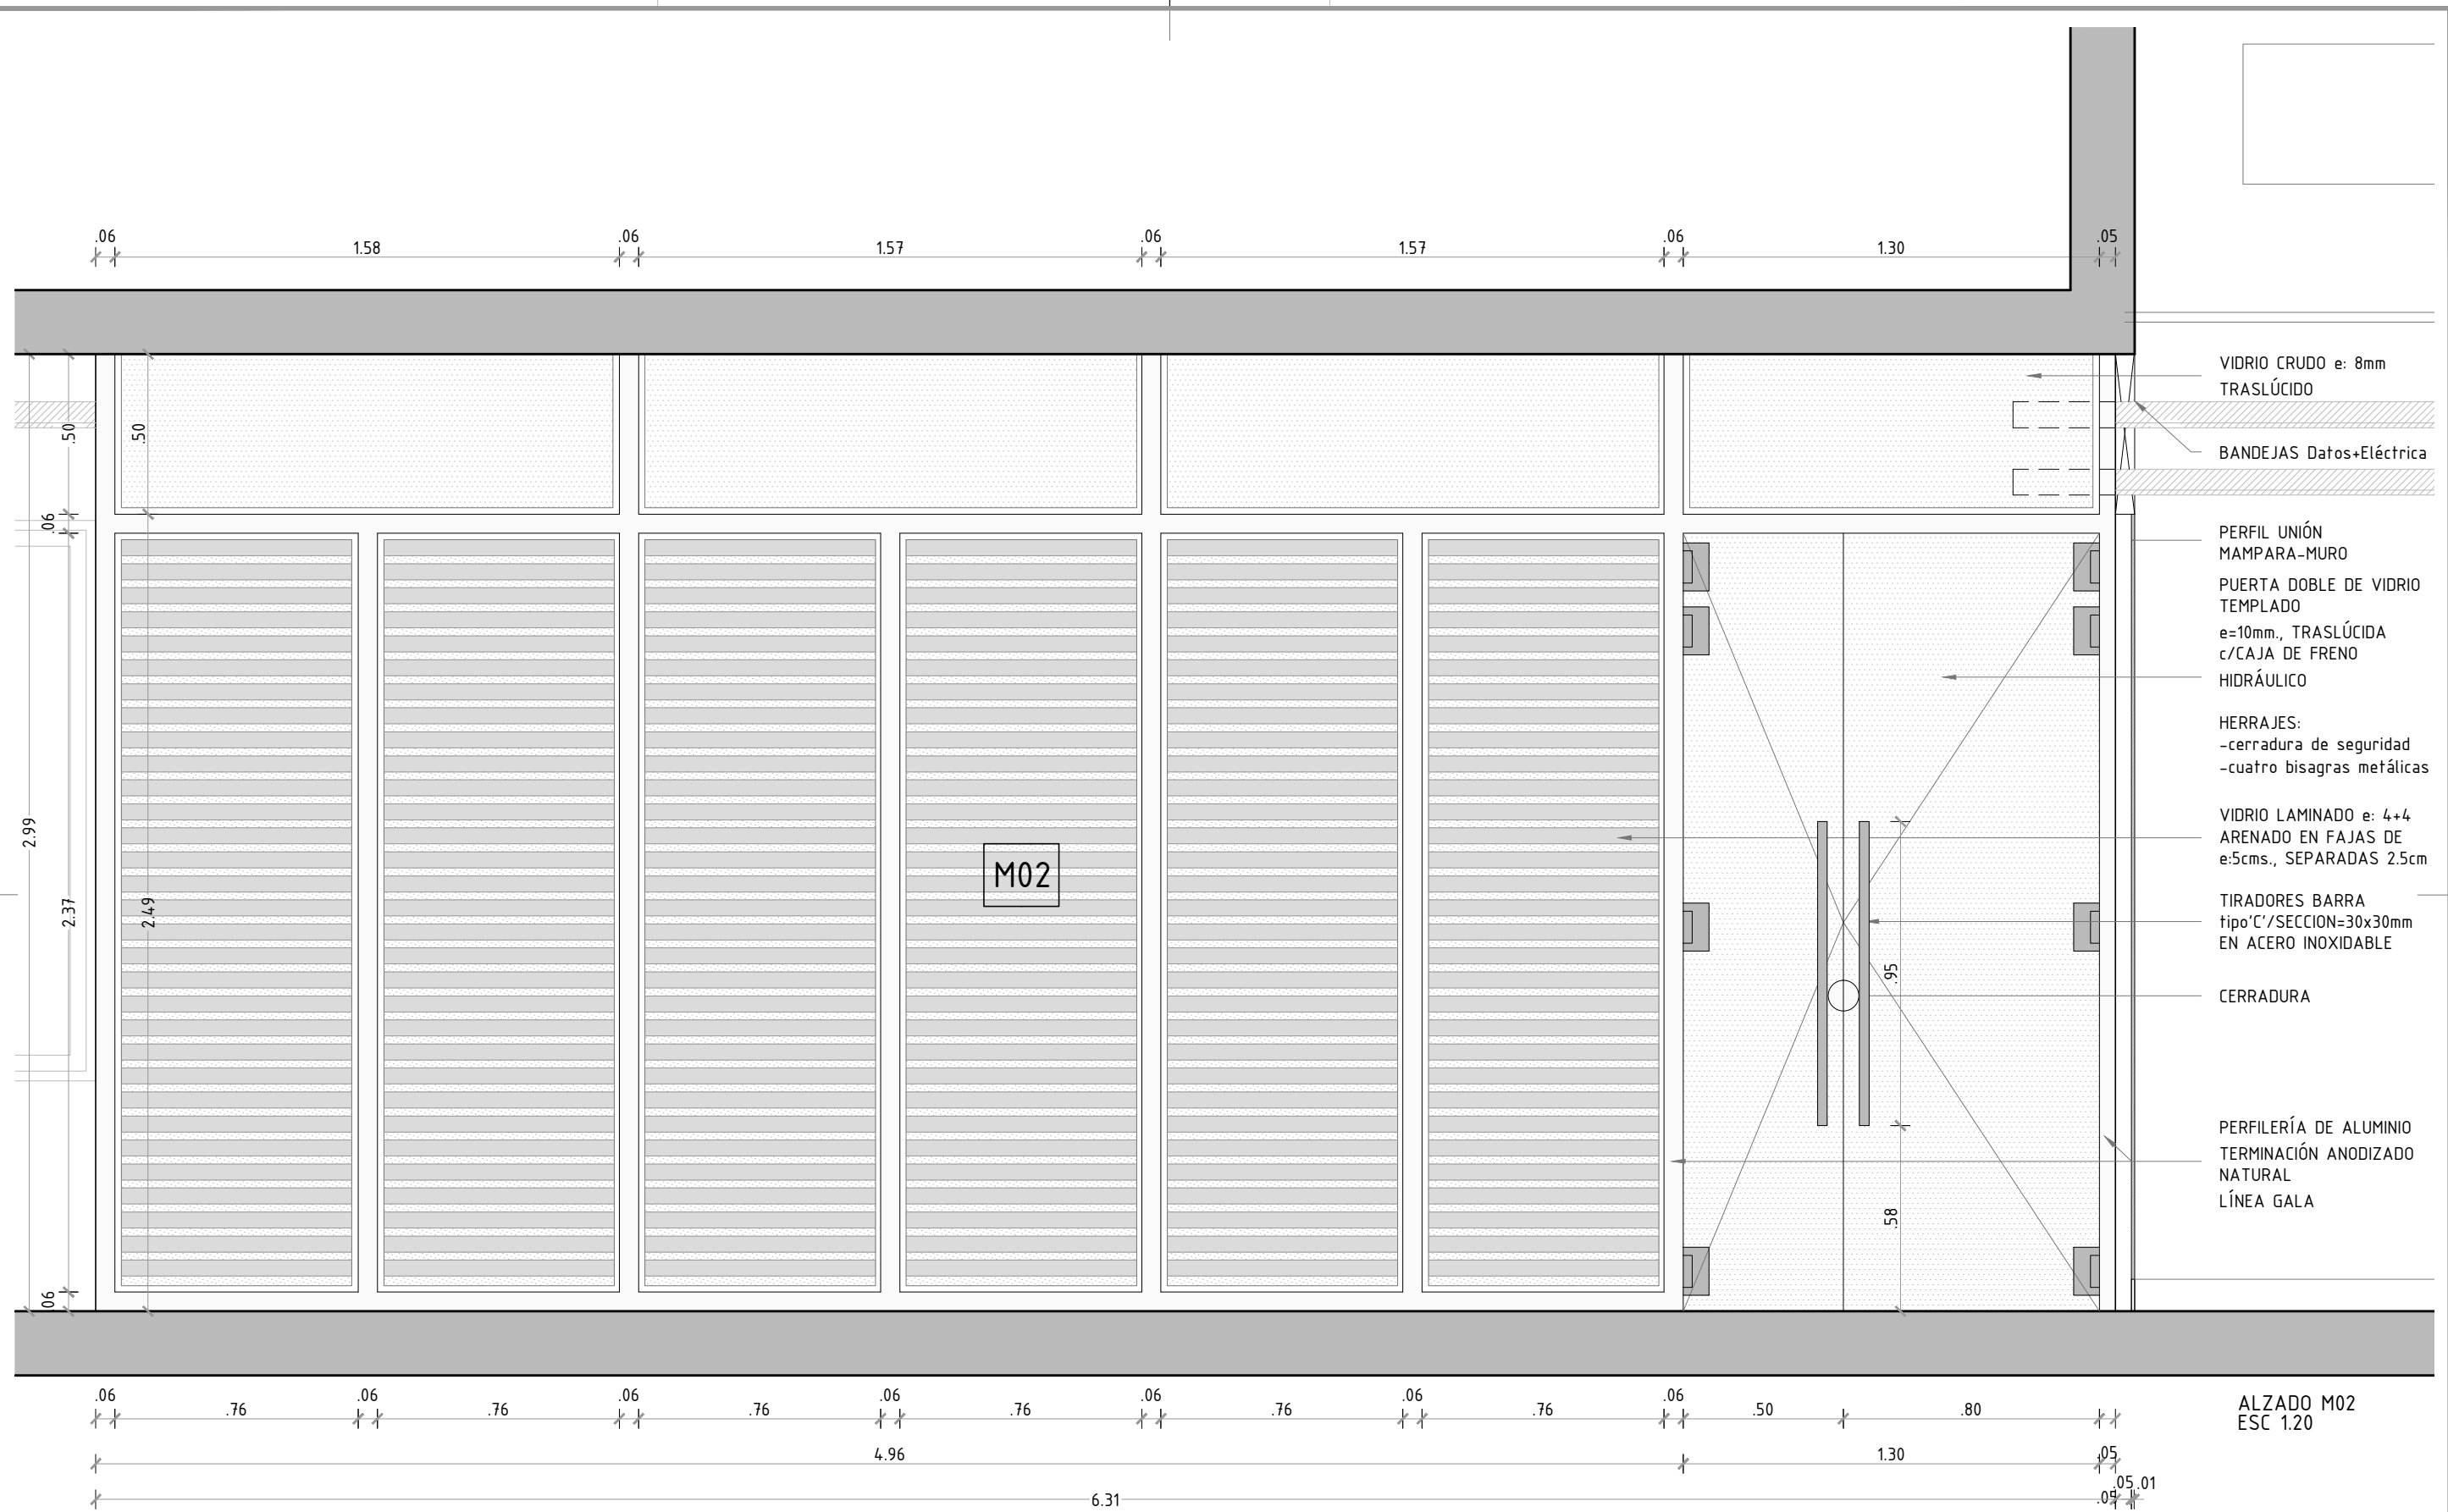 .06 1.58 .06 1.57 .06 1.57 .06 1.30 .05
VIDRIO CRUDO e: 8mm
TRASLÚCIDO
BANDEJAS Datos+Eléctrica
PERFIL UNIÓN
MAMPARA-MURO
PUERTA DOBLE DE VIDRIO
TEMPLADO
e=10mm., TRASLÚCIDA
c/CAJA DE FRENO
HIDRÁULICO
HERRAJES:
-cerradura de seguridad
-cuatro bisagras metálicas
VIDRIO LAMINADO e: 4+4
ARENADO EN FAJAS DE
e:5cms., SEPARADAS 2.5cm
TIRADORES BARRA
tipo'C'/SECCION=30x30mm
EN ACERO INOXIDABLE
CERRADURA
PERFILERÍA DE ALUMINIO
TERMINACIÓN ANODIZADO
NATURAL
LÍNEA GALA
.50
.50
.06
2.99
2.37
2.49
.06
M02
.95
.58
.06 .76 .06 .76 .06 .76 .06 .76 .06 .76 .06 .76 .06 .50 .80
4.96 1.30 .05
6.31 .05 .05 .01
ALZADO M02
ESC 1.20